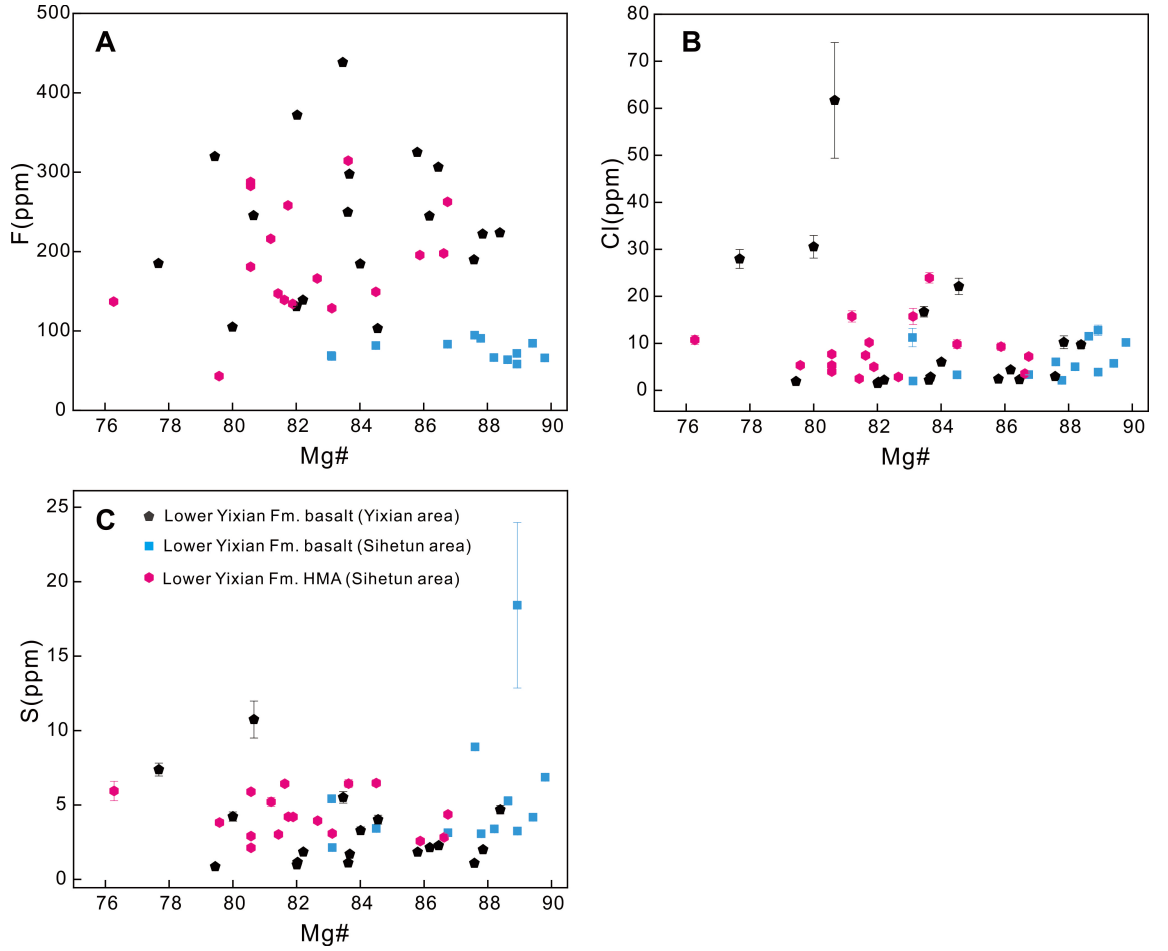 A
F(ppm)
500
400
300
200
100
0
76 78 80 82 84 86 88 90
Mg#
B
Cl(ppm)
80
70
60
50
40
30
20
10
0
76 78 80 82 84 86 88 90
Mg#
C
S(ppm)
25
20
15
10
5
0
Lower Yixian Fm. basalt (Yixian area)
Lower Yixian Fm. basalt (Sihetun area)
Lower Yixian Fm. HMA (Sihetun area)
76 78 80 82 84 86 88 90
Mg#